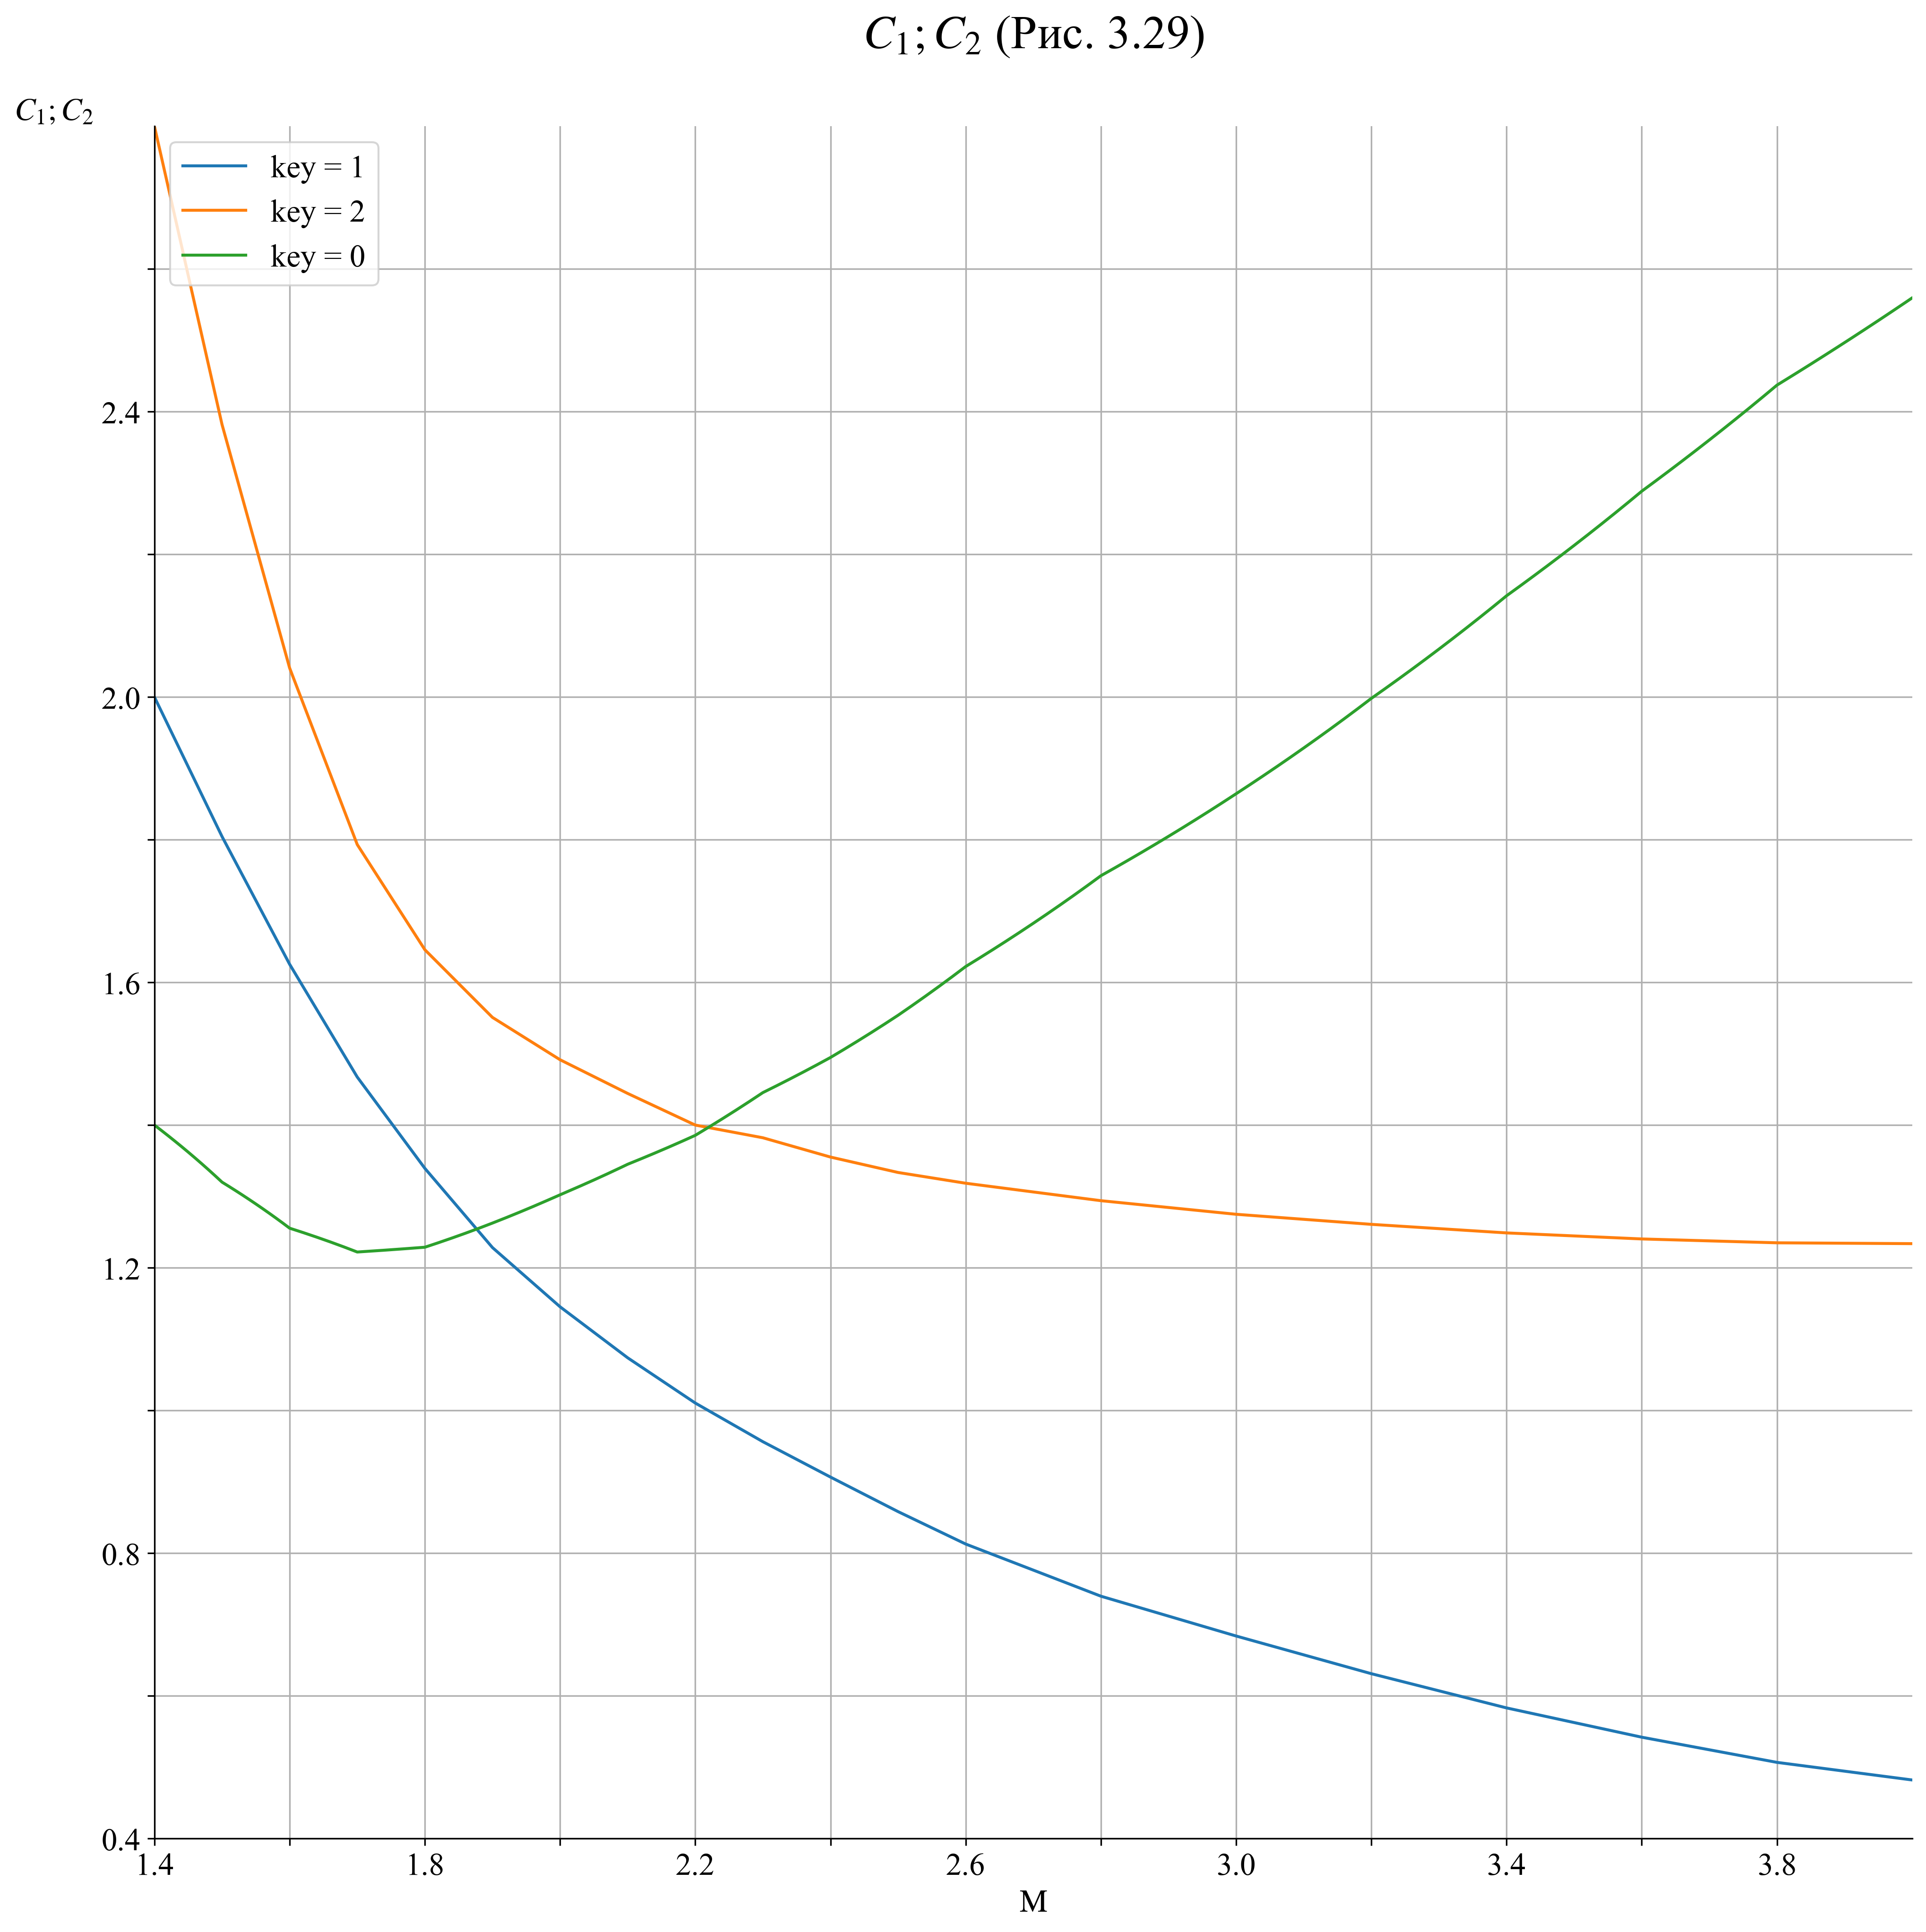 C₁; C₂ (Рис. 3.29)
C₁; C₂
key = 1
key = 2
key = 0
2.4
2.0
1.6
1.2
0.8
0.4
1.4 1.8 2.2 2.6 3.0 3.4 3.8
M